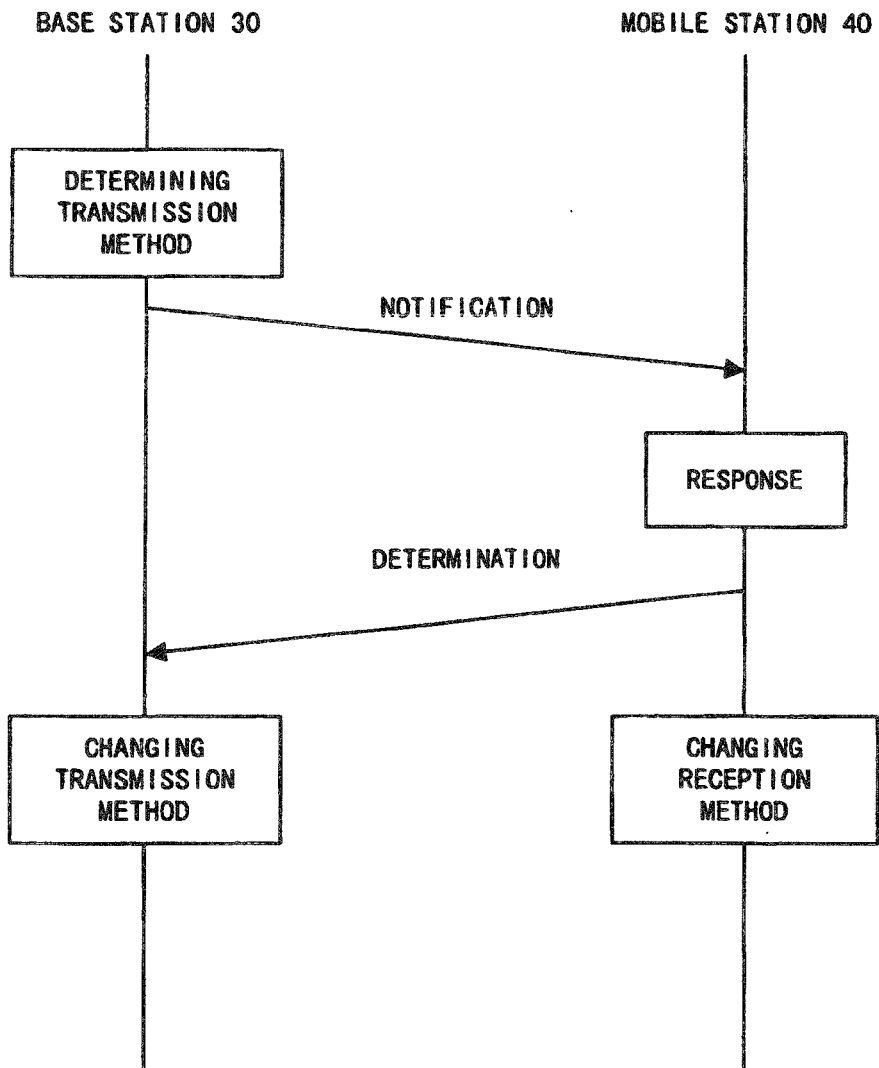 BASE STATION 30
MOBILE STATION 40
DETERMINING
TRANSMISSION
METHOD
NOTIFICATION
RESPONSE
DETERMINATION
CHANGING
TRANSMISSION
METHOD
CHANGING
RECEPTION
METHOD